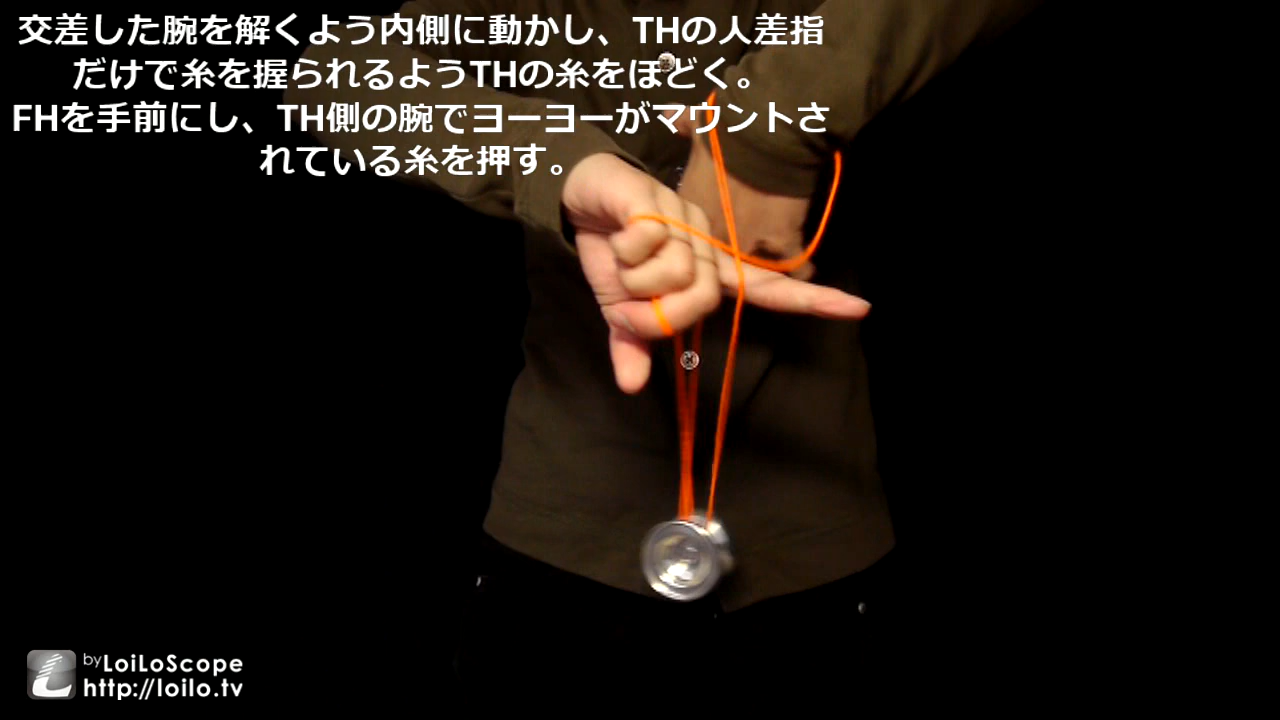 交差した腕を解くよう内側に動かし、THの人差指
だけで糸を握られるようTHの糸をほどく。
FHを手前にし、TH側の腕でヨーヨーがマウントさ
れている糸を押す。
by LoiLoScope
http://loilo.tv